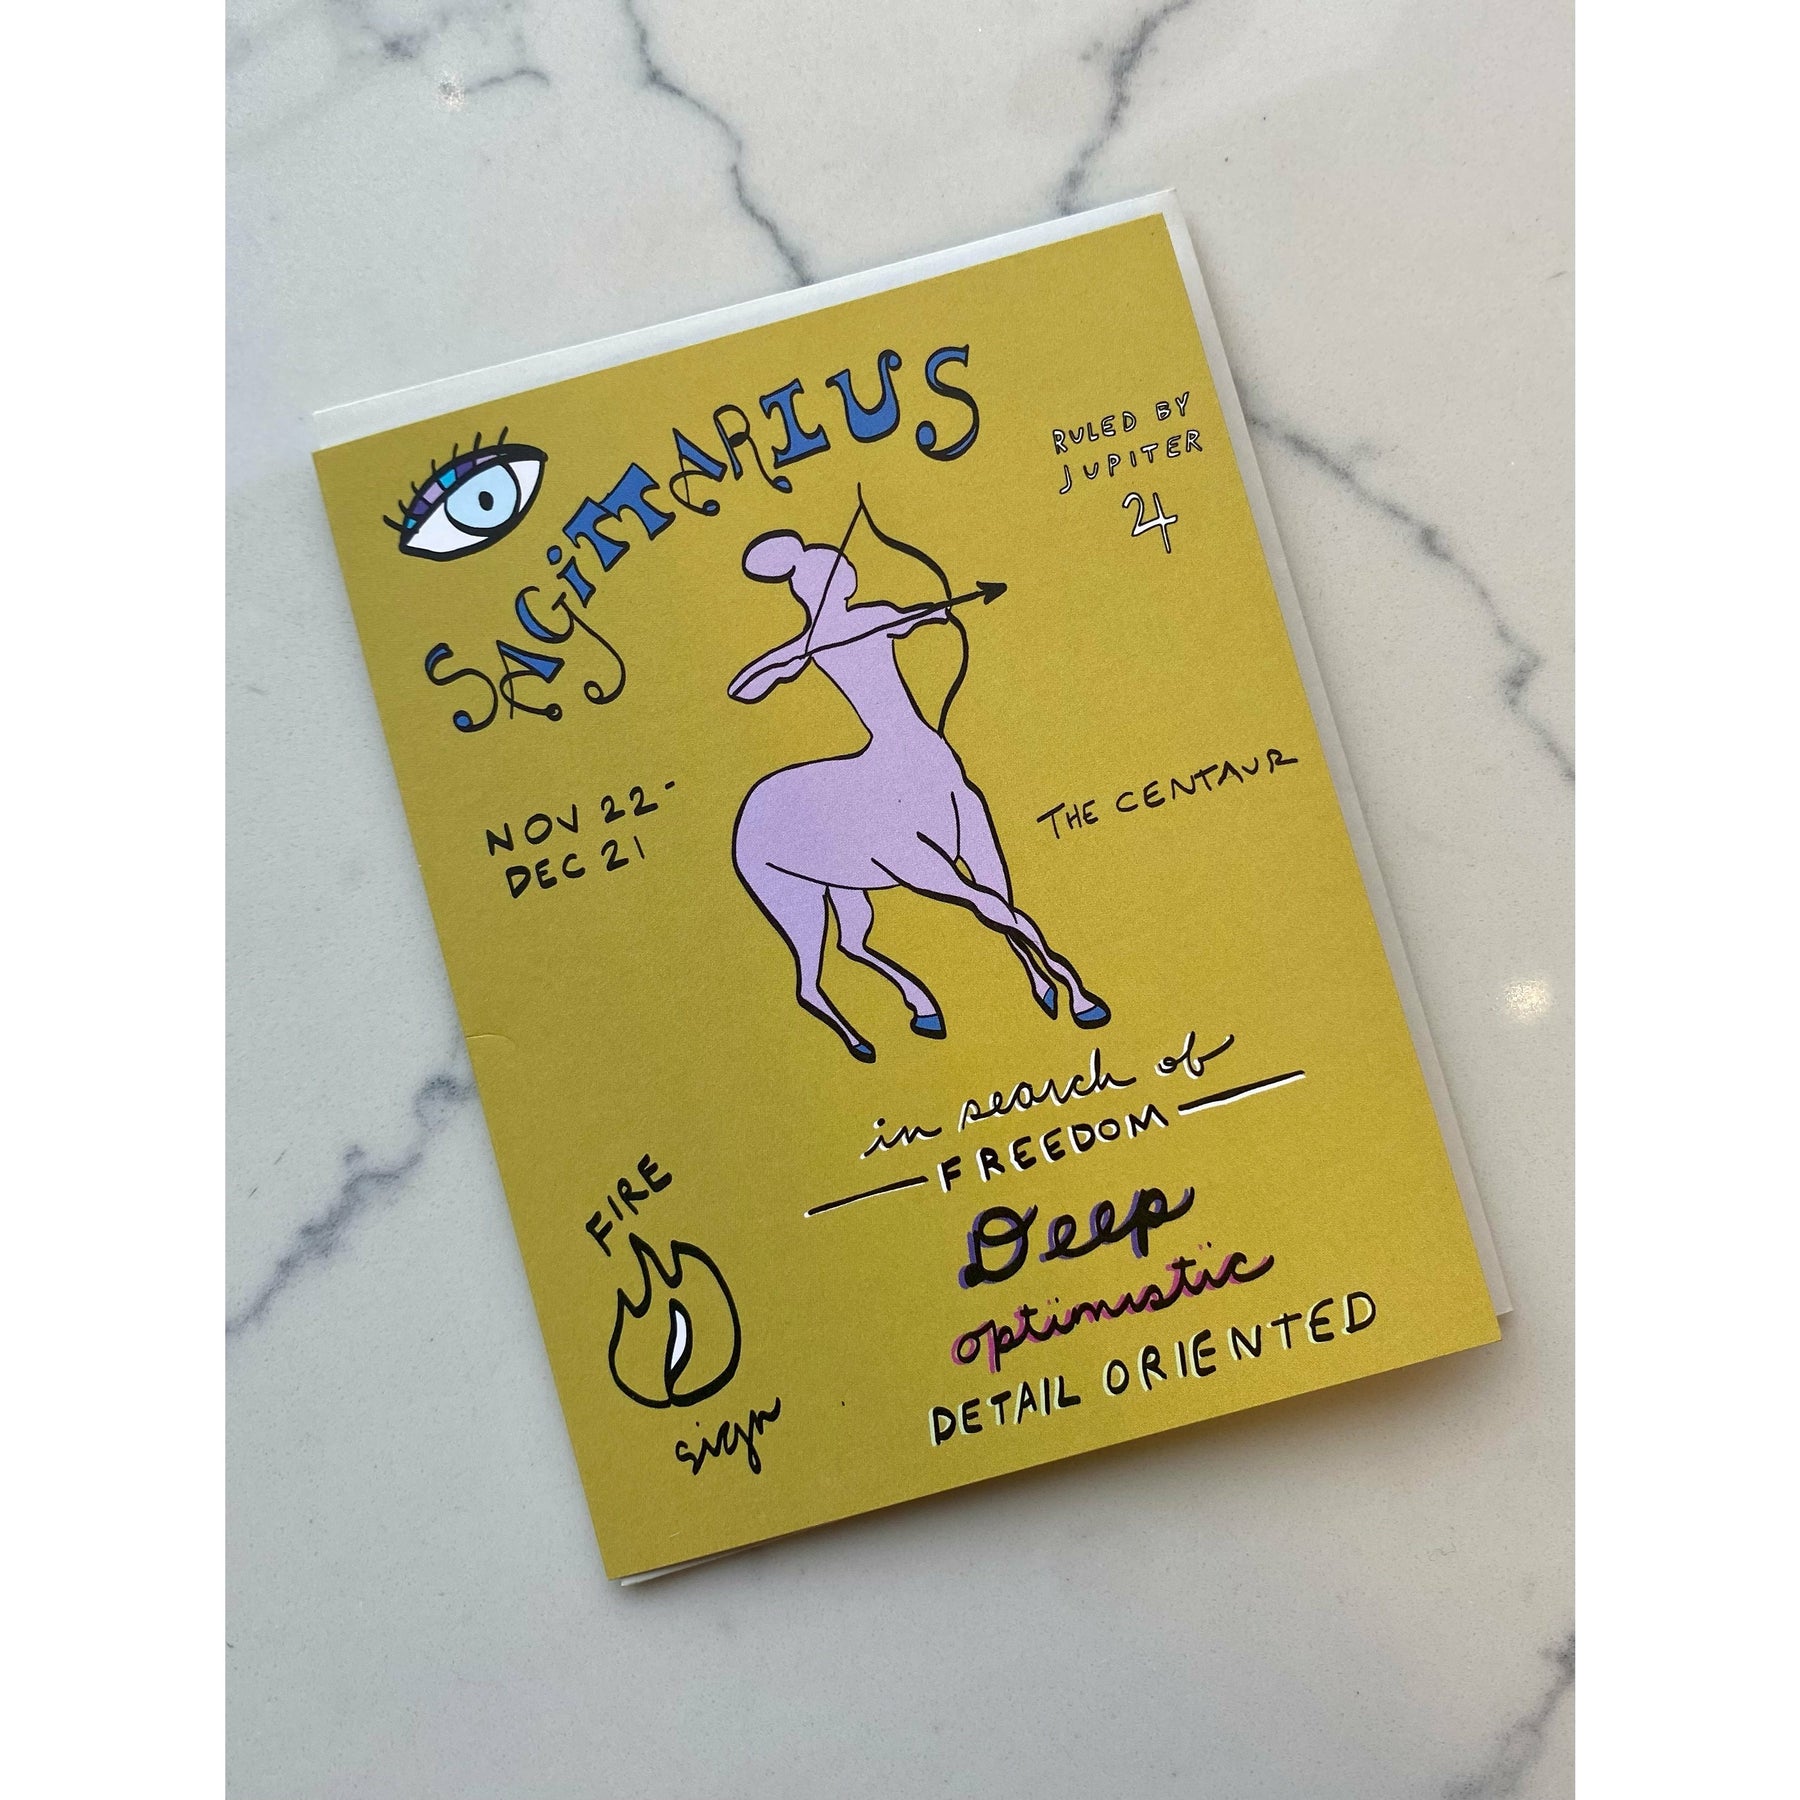 SAGiTTARIUS
RULED BY
JUPITER
♃
NOV 22-
DEC 21
THE CENTAUR
in search of
FREEDOM
Deep
optimistic
DETAIL ORIENTED
FIRE
sign